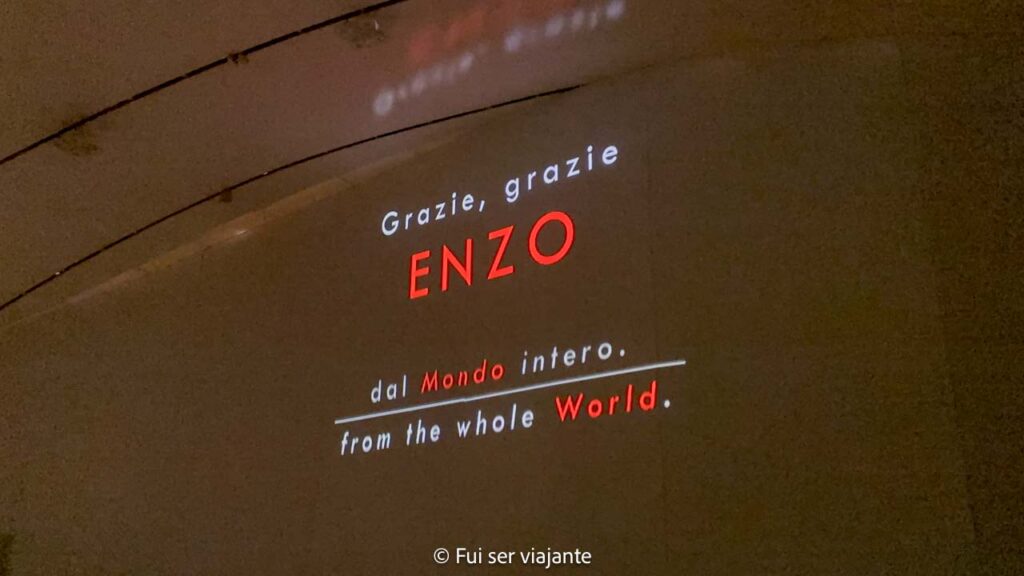 Grazie, grazie
ENZO
dal Mondo intero.
from the whole World.
© Fui ser viajante